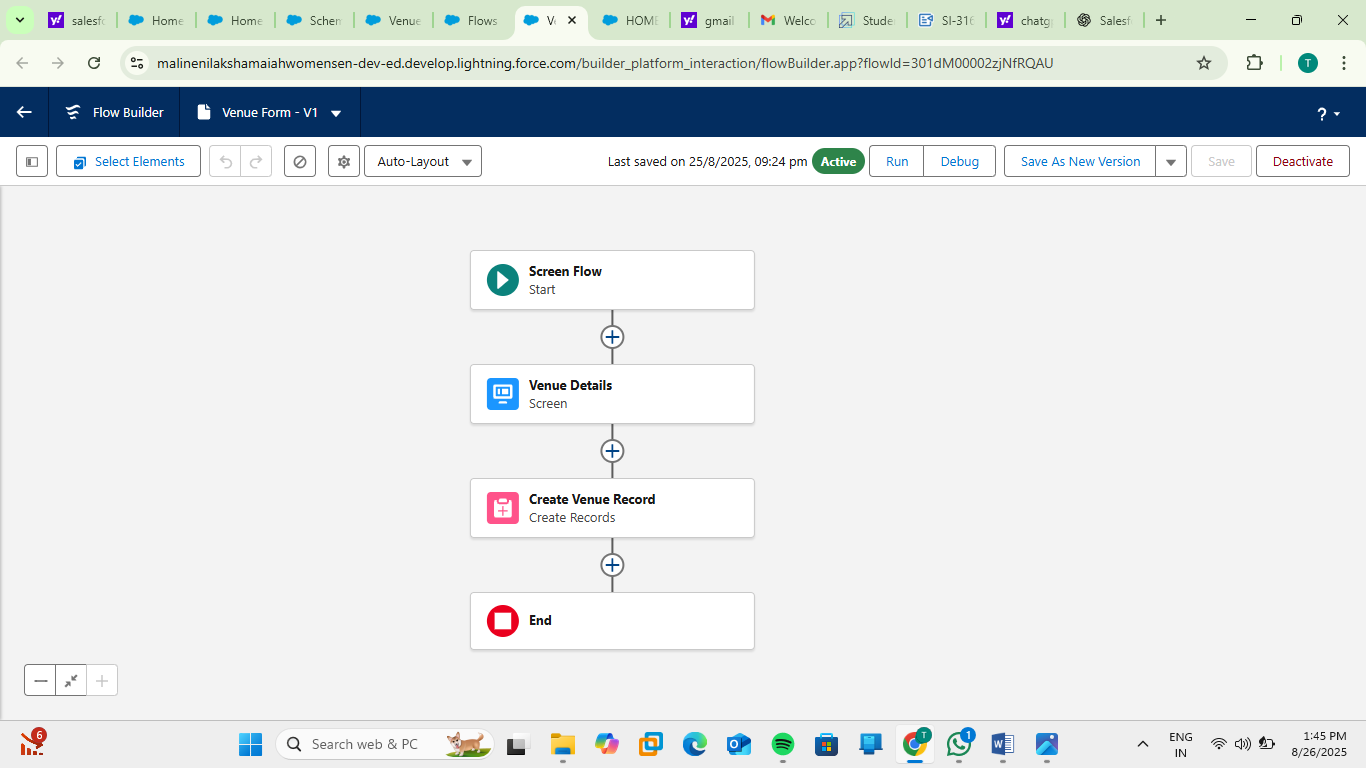 salesfo
Home
Home
Schem
Venue
Flows
Ve
HOME
gmail
Welco
Stude
SI-316
chatg
Salesf
malinenilakshamaiahwomensen-dev-ed.develop.lightning.force.com/builder_platform_interaction/flowBuilder.app?flowId=301dM00002zjNfRQAU
T
Flow Builder
Venue Form - V1
?
Select Elements
Auto-Layout
Last saved on 25/8/2025, 09:24 pm
Active
Run
Debug
Save As New Version
Save
Deactivate
Screen Flow
Start
Venue Details
Screen
Create Venue Record
Create Records
End
6
Search web & PC
T
1
ENG
IN
1:45 PM
8/26/2025